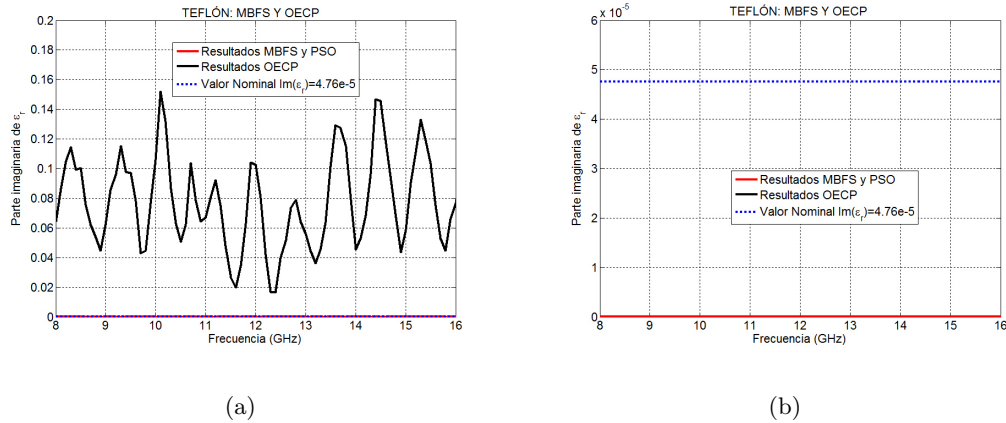 TEFLÓN: MBFS Y OECP
0.2
0.18
0.16
0.14
0.12
0.1
0.08
0.06
0.04
0.02
0
Parte imaginaria de εr
Resultados MBFS y PSO
Resultados OECP
Valor Nominal Im(εr)=4.76e-5
8 9 10 11 12 13 14 15 16
Frecuencia (GHz)
(a)
TEFLÓN: MBFS Y OECP
x 10-5
6
5
4
3
2
1
0
Parte imaginaria de εr
Resultados MBFS y PSO
Resultados OECP
Valor Nominal Im(εr)=4.76e-5
8 9 10 11 12 13 14 15 16
Frecuencia (GHz)
(b)